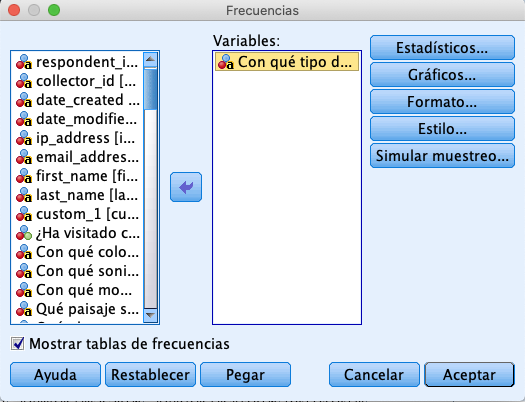 Frecuencias
Variables:
respondent_i...
collector_id [...
date_created ...
date_modifie...
ip_address [i...
email_addres...
first_name [fi...
last_name [la...
custom_1 [cu...
¿Ha visitado c...
Con qué colo...
Con qué soni...
Con qué mo...
Qué paisaje s...
Con qué tipo d...
Estadísticos...
Gráficos...
Formato...
Estilo...
Simular muestreo...
Mostrar tablas de frecuencias
Ayuda
Restablecer
Pegar
Cancelar
Aceptar